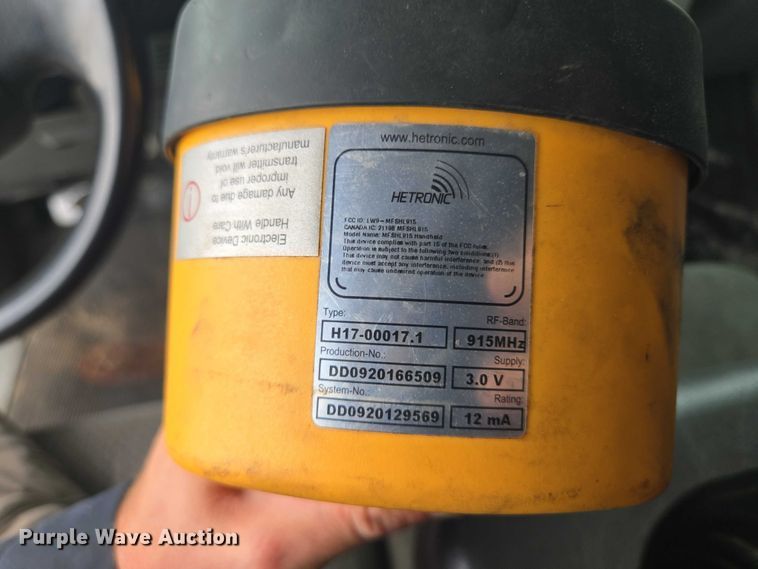 www.hetronic.com
HETRONIC
FCC ID: LW9-MFSHL915
CANADA IC: 2119B MFSHL915
Model Name: MFSHL915 Handheld
This device complies with part 15 of the FCC rules.
Operation is subject to the following two conditions:(1)
This device may not cause harmful interference, and (2) this
device must accept any interference, including interference
that may cause undesired operation of the device.
Type:
RF-Band:
H17-00017.1
915MHz
Production-No.:
Supply:
DD0920166509
3.0 V
System-No.:
Rating:
DD0920129569
12 mA
Electronic Device
Handle With Care
Any damage due to
improper use of
transmitter will void
manufacturer's warranty
Purple Wave Auction